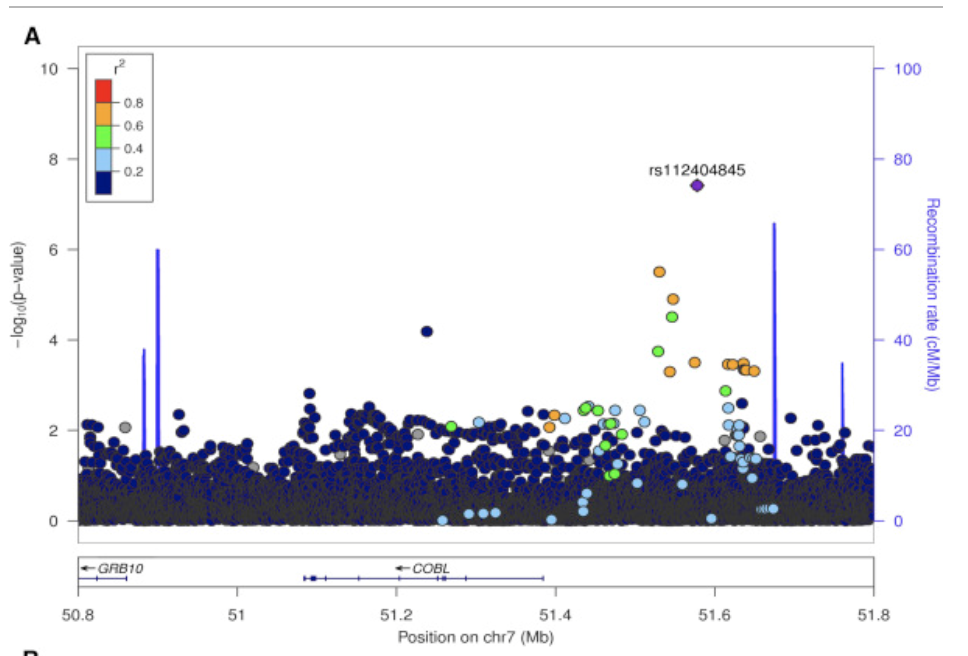 A
r2
0.8
0.6
0.4
0.2
rs112404845
10
8
6
4
2
0
−log10(p−value)
100
80
60
40
20
0
Recombination rate (cM/Mb)
GRB10
COBL
50.8 51 51.2 51.4 51.6 51.8
Position on chr7 (Mb)